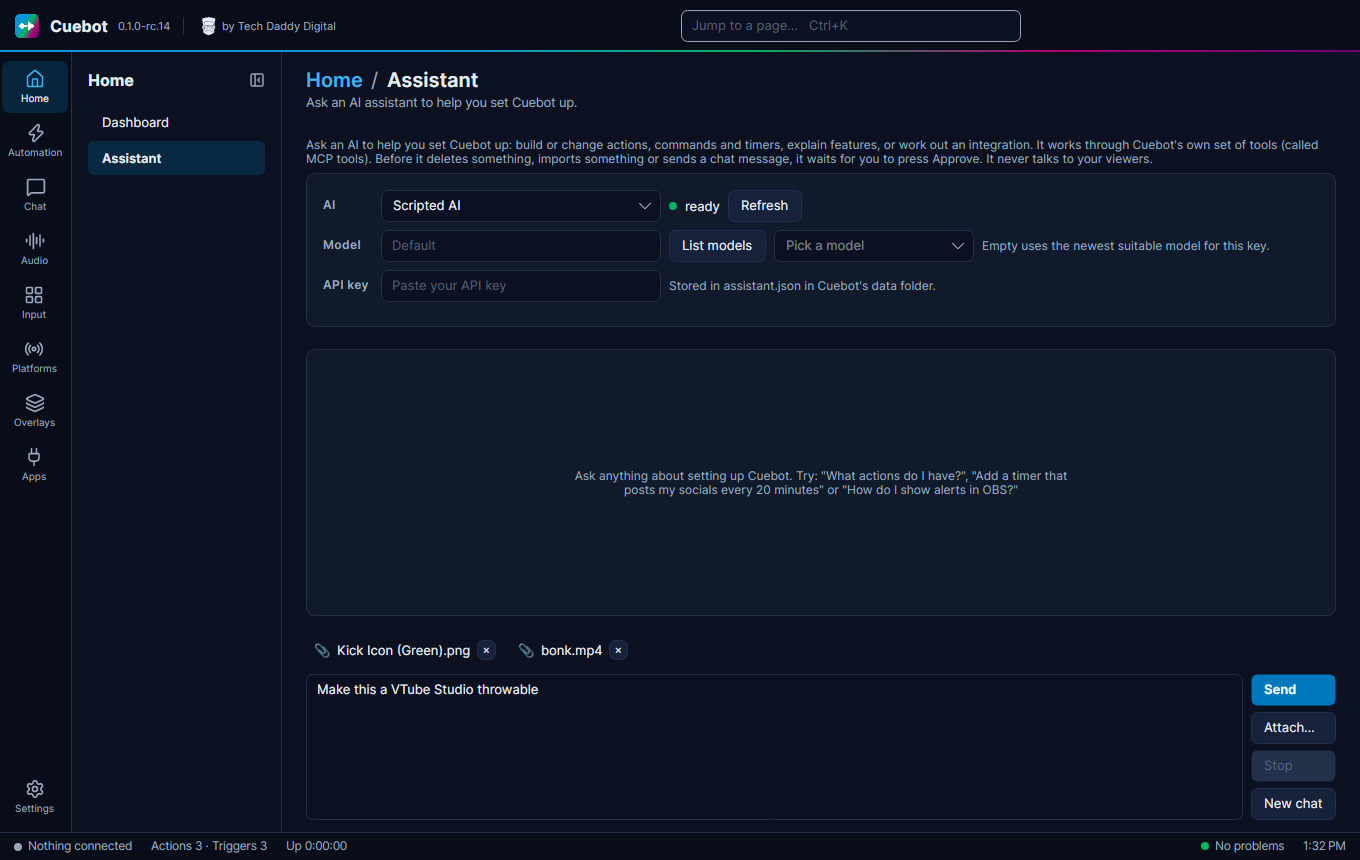 Cuebot 0.1.0-rc.14 by Tech Daddy Digital
Jump to a page... Ctrl+K
Home
Automation
Chat
Audio
Input
Platforms
Overlays
Apps
Settings
Home
Dashboard
Assistant
Home / Assistant
Ask an AI assistant to help you set Cuebot up.
Ask an AI to help you set Cuebot up: build or change actions, commands and timers, explain features, or work out an integration. It works through Cuebot's own set of tools (called
MCP tools). Before it deletes something, imports something or sends a chat message, it waits for you to press Approve. It never talks to your viewers.
AI Scripted AI ready Refresh
Model Default List models Pick a model Empty uses the newest suitable model for this key.
API key Paste your API key Stored in assistant.json in Cuebot's data folder.
Ask anything about setting up Cuebot. Try: "What actions do I have?", "Add a timer that
posts my socials every 20 minutes" or "How do I show alerts in OBS?"
Kick Icon (Green).png × bonk.mp4 ×
Make this a VTube Studio throwable
Send
Attach...
Stop
New chat
Nothing connected Actions 3 · Triggers 3 Up 0:00:00 No problems 1:32 PM